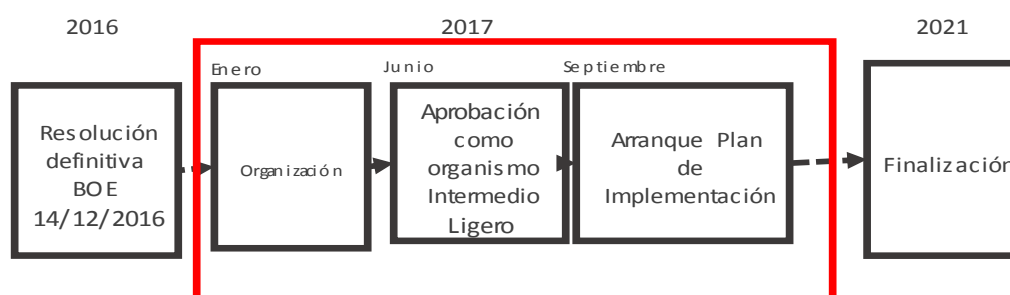 2016
2017
2021
Enero
Junio
Septiembre
Resolución
definitiva
BOE
14/12/2016
Organización
Aprobación
como
organismo
Intermedio
Ligero
Arranque Plan
de
Implementación
Finalización